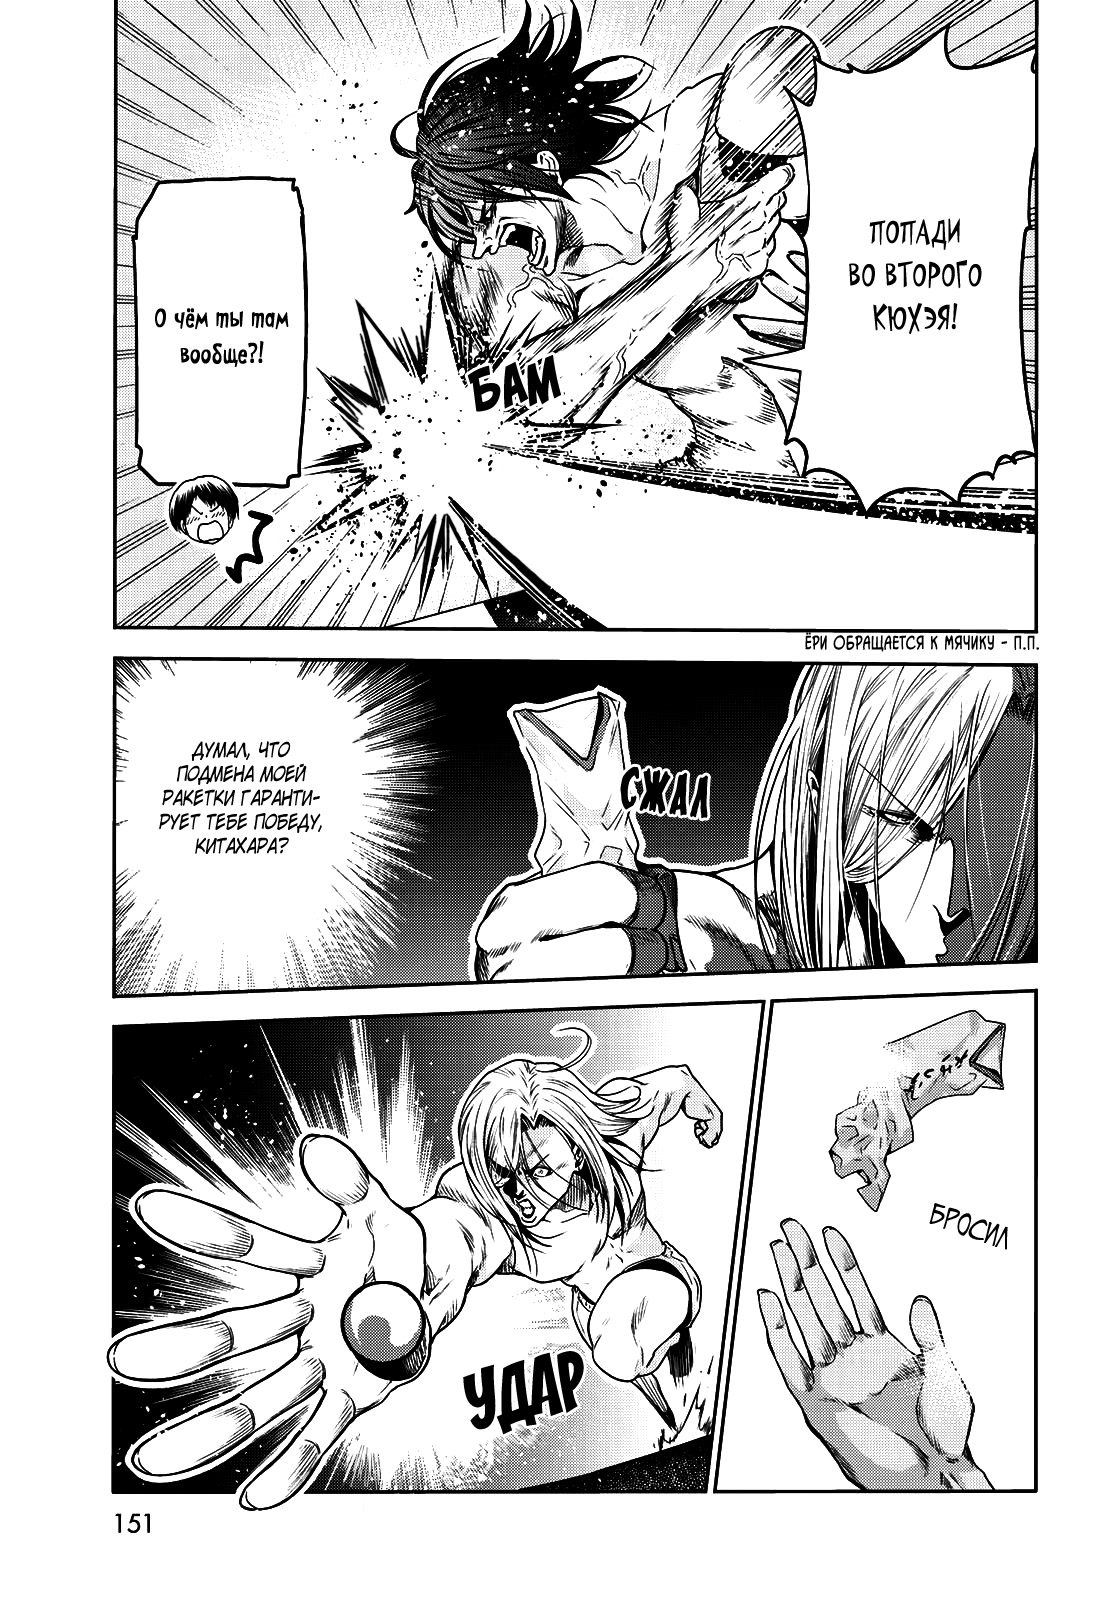 ПОПАДИ
ВО ВТОРОГО
КЮХЭЯ!
БАМ
О чём ты там
вообще?!
ЁРИ ОБРАЩАЕТСЯ К МЯЧИКУ - П.П.
СЖАЛ
ДУМАЛ, ЧТО
ПОДМЕНА МОЕЙ
РАКЕТКИ ГАРАНТИ-
РУЕТ ТЕБЕ ПОБЕДУ,
КИТАХАРА?
БРОСИЛ
УДАР
151